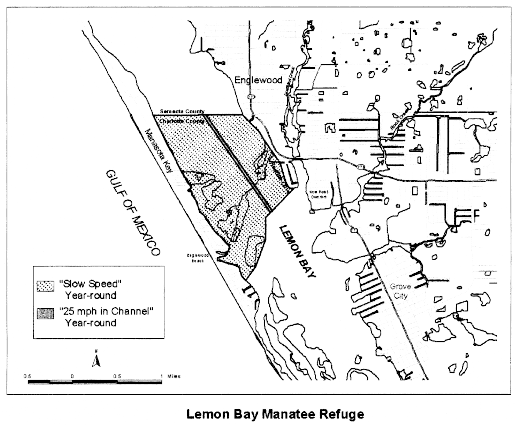 Englewood
Sarasota County
Charlotte County
Manasota Key
GULF OF MEXICO
LEMON BAY
Englewood
Beach
Grove
City
"Slow Speed"
Year-round
"25 mph in Channel"
Year-round
0.5 0 0.5 1 Miles
Lemon Bay Manatee Refuge